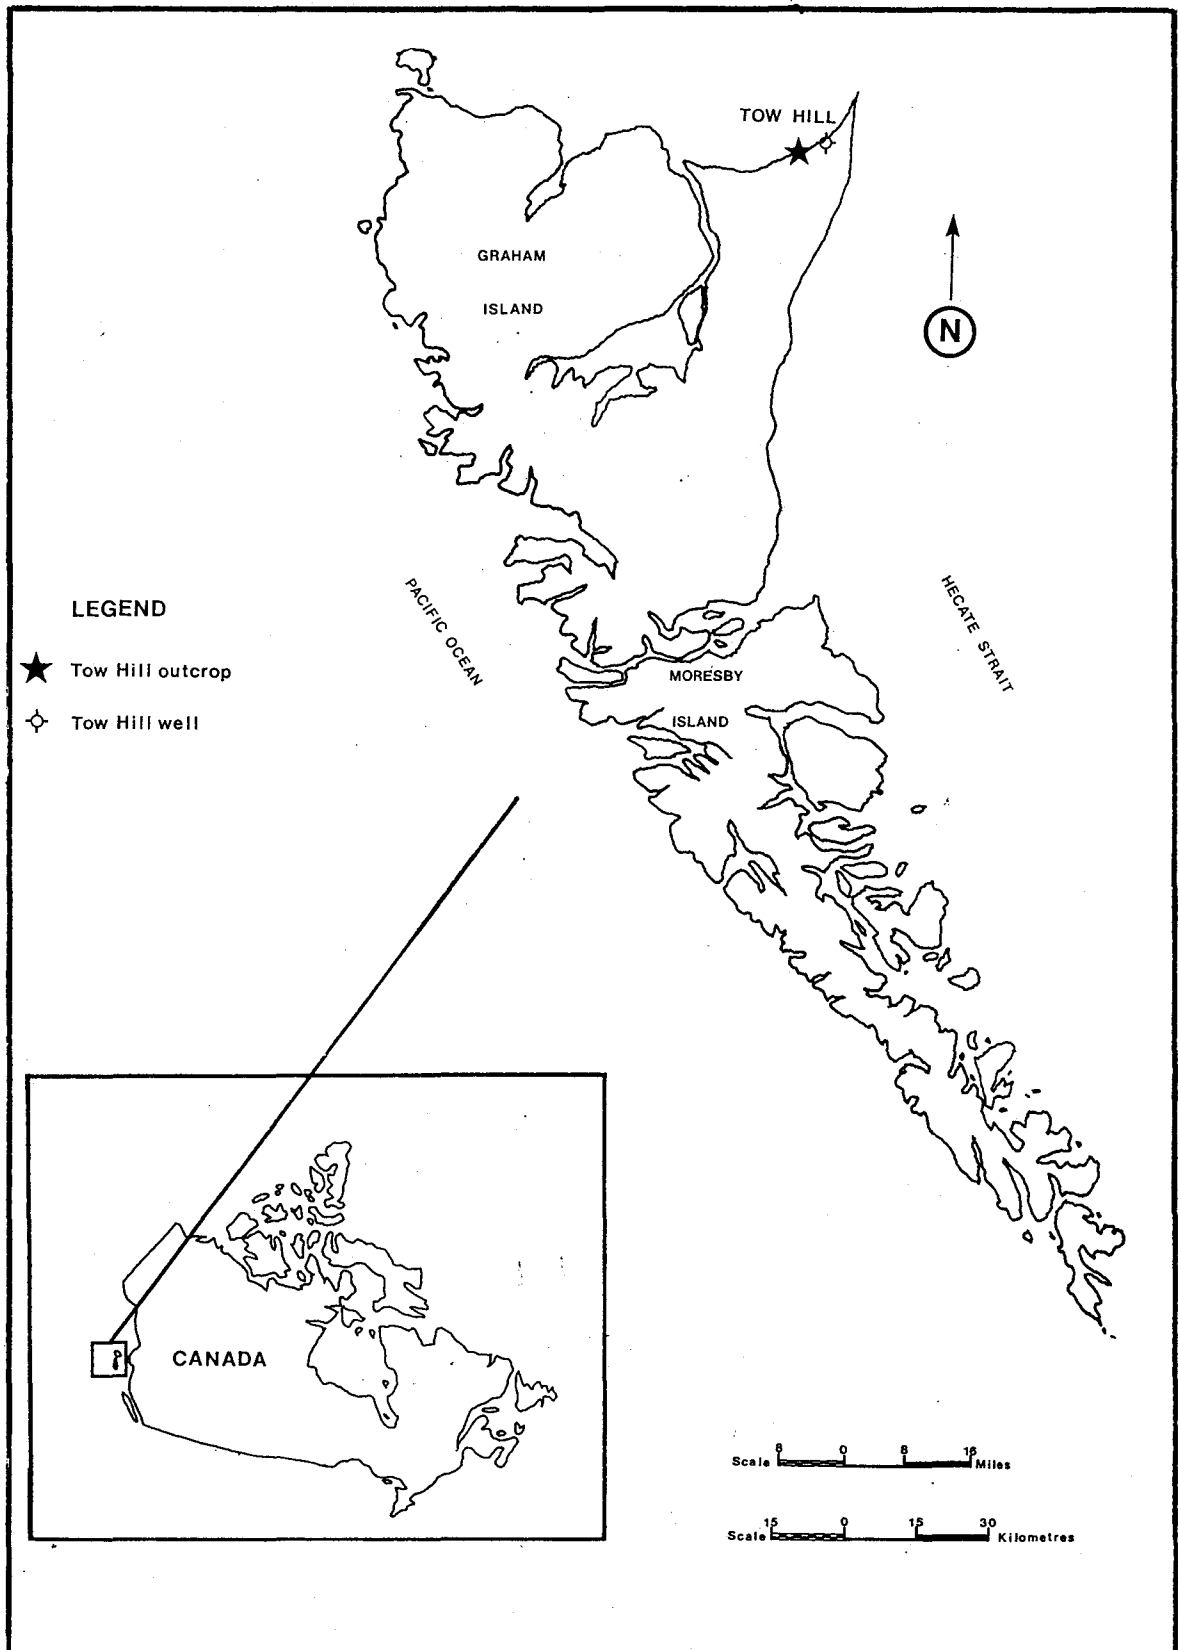 TOW HILL
GRAHAM
ISLAND
N
PACIFIC OCEAN
HECATE STRAIT
LEGEND
Tow Hill outcrop
Tow Hill well
MORESBY
ISLAND
CANADA
8 0 8 16
Scale Miles
15 0 15 30
Scale Kilometres